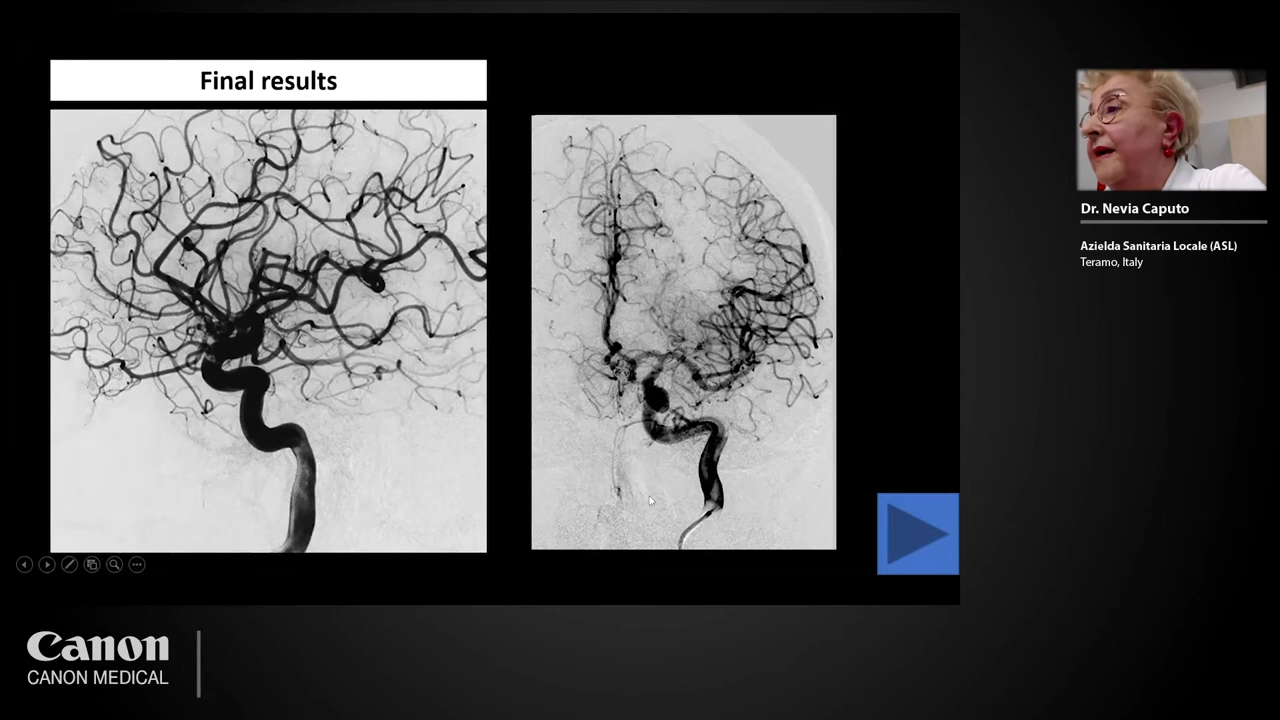 Final results
Dr. Nevia Caputo
Azielda Sanitaria Locale (ASL)
Teramo, Italy
Canon
CANON MEDICAL